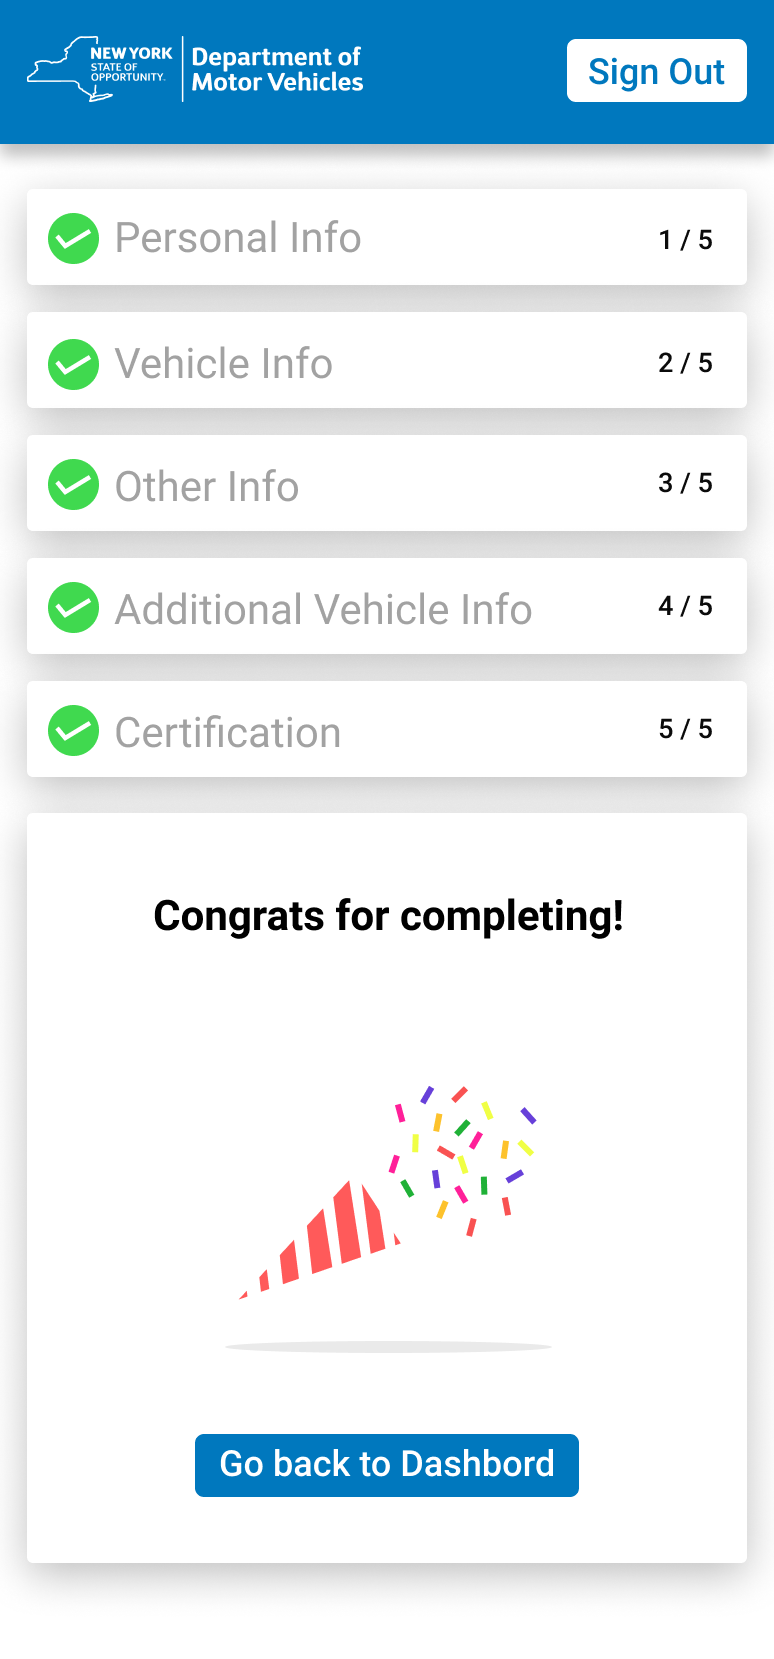 NEW YORK
STATE OF
OPPORTUNITY.
Department of
Motor Vehicles
Sign Out
Personal Info
1 / 5
Vehicle Info
2 / 5
Other Info
3 / 5
Additional Vehicle Info
4 / 5
Certification
5 / 5
Congrats for completing!
Go back to Dashbord